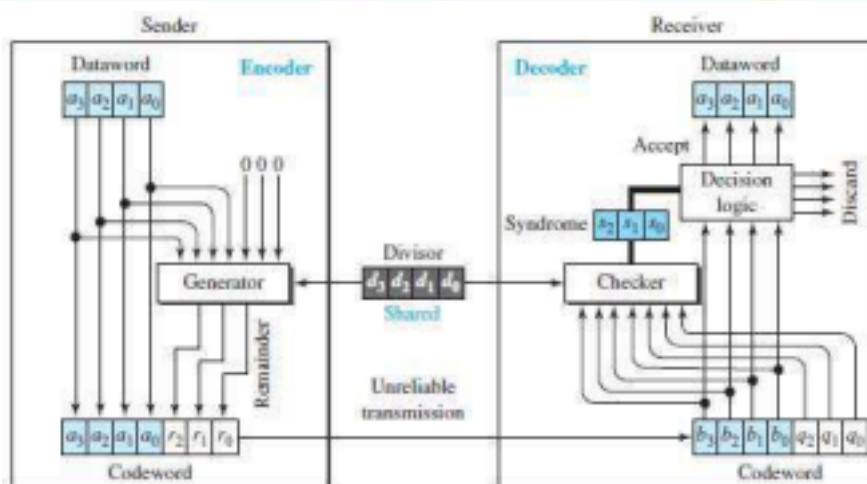 Sender
Receiver
Dataword
Encoder
a3 a2 a1 a0
0 0 0
Generator
Remainder
a3 a2 a1 a0 r2 r1 r0
Codeword
Divisor
d3 d2 d1 d0
Shared
Unreliable
transmission
Decoder
Dataword
a3 a2 a1 a0
Accept
Decision
logic
Discard
Syndrome
s2 s1 s0
Checker
b3 b2 b1 b0 q2 q1 q0
Codeword